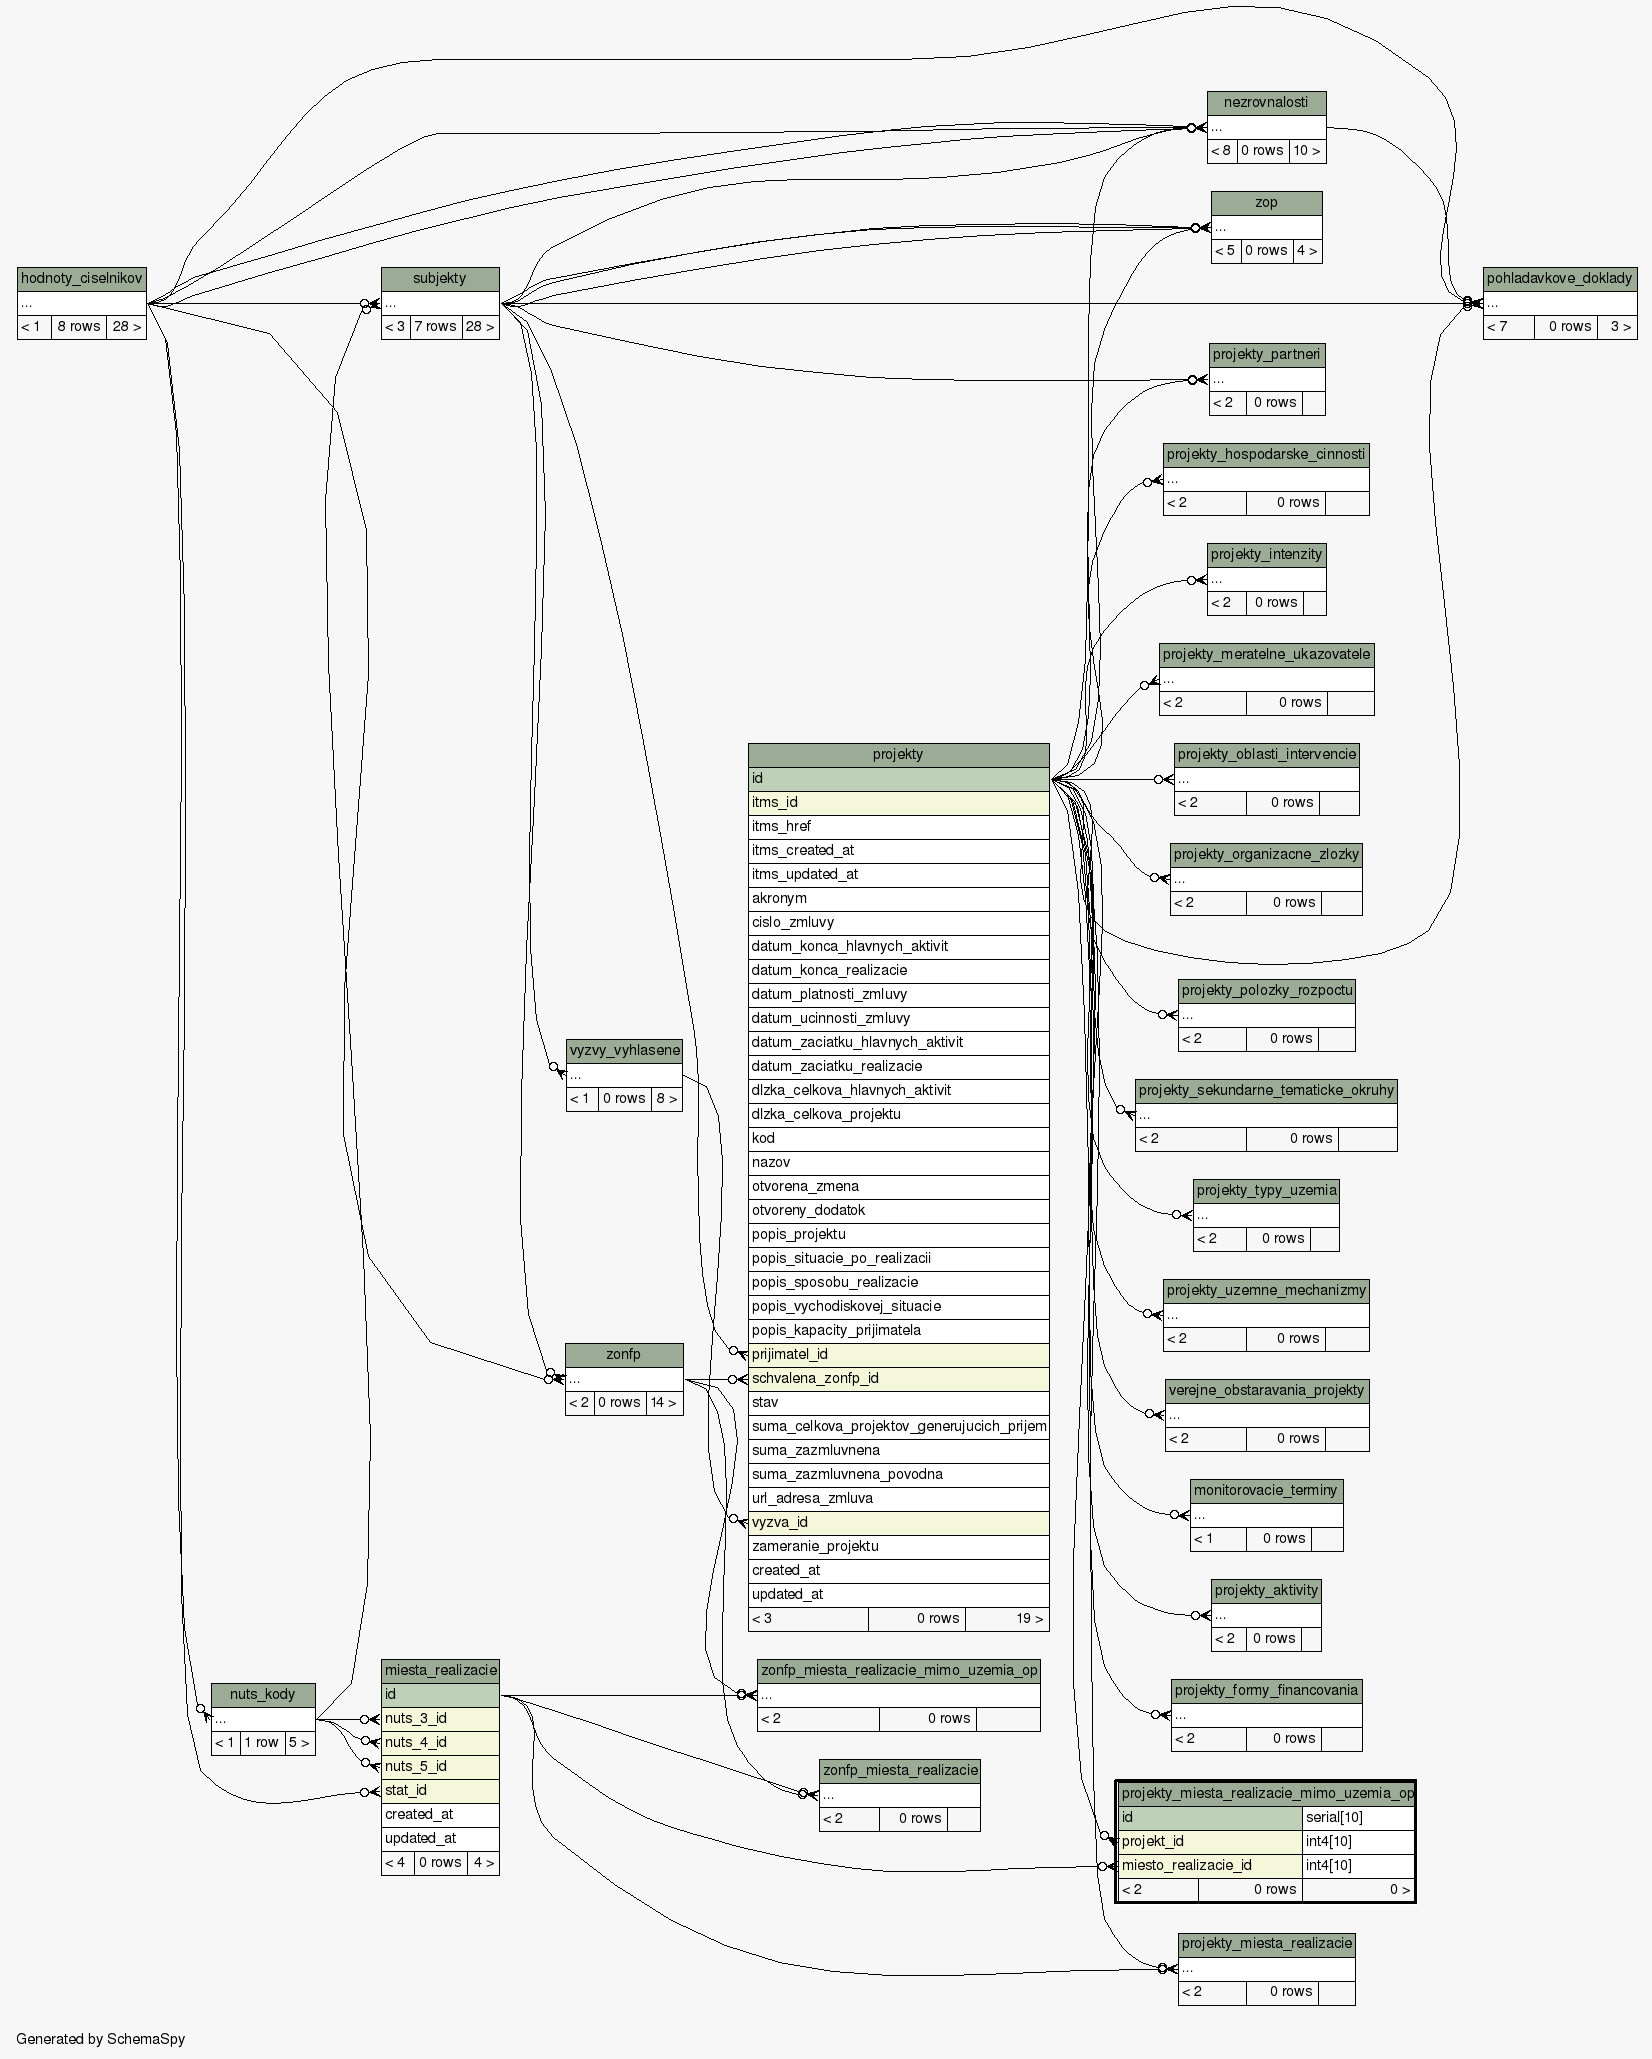 nezrovnalosti
...
< 8 0 rows 10 >
zop
...
< 5 0 rows 4 >
hodnoty_ciselnikov
...
< 1 8 rows 28 >
subjekty
...
< 3 7 rows 28 >
pohladavkove_doklady
...
< 7 0 rows 3 >
projekty_partneri
...
< 2 0 rows
projekty_hospodarske_cinnosti
...
< 2 0 rows
projekty_intenzity
...
< 2 0 rows
projekty_meratelne_ukazovatele
...
< 2 0 rows
projekty_oblasti_intervencie
...
< 2 0 rows
projekty_organizacne_zlozky
...
< 2 0 rows
projekty_polozky_rozpoctu
...
< 2 0 rows
projekty_sekundarne_tematicke_okruhy
...
< 2 0 rows
projekty_typy_uzemia
...
< 2 0 rows
projekty_uzemne_mechanizmy
...
< 2 0 rows
verejne_obstaravania_projekty
...
< 2 0 rows
monitorovacie_terminy
...
< 1 0 rows
projekty_aktivity
...
< 2 0 rows
projekty_formy_financovania
...
< 2 0 rows
projekty
id
itms_id
itms_href
itms_created_at
itms_updated_at
akronym
cislo_zmluvy
datum_konca_hlavnych_aktivit
datum_konca_realizacie
datum_platnosti_zmluvy
datum_ucinnosti_zmluvy
datum_zaciatku_hlavnych_aktivit
datum_zaciatku_realizacie
dlzka_celkova_hlavnych_aktivit
dlzka_celkova_projektu
kod
nazov
otvorena_zmena
otvoreny_dodatok
popis_projektu
popis_situacie_po_realizacii
popis_sposobu_realizacie
popis_vychodiskovej_situacie
popis_kapacity_prijimatela
prijimatel_id
schvalena_zonfp_id
stav
suma_celkova_projektov_generujucich_prijem
suma_zazmluvnena
suma_zazmluvnena_povodna
url_adresa_zmluva
vyzva_id
zameranie_projektu
created_at
updated_at
< 3 0 rows 19 >
vyzvy_vyhlasene
...
< 1 0 rows 8 >
zonfp
...
< 2 0 rows 14 >
nuts_kody
...
< 1 1 row 5 >
miesta_realizacie
id
nuts_3_id
nuts_4_id
nuts_5_id
stat_id
created_at
updated_at
< 4 0 rows 4 >
zonfp_miesta_realizacie_mimo_uzemia_op
...
< 2 0 rows
zonfp_miesta_realizacie
...
< 2 0 rows
projekty_miesta_realizacie_mimo_uzemia_op
id serial[10]
projekt_id int4[10]
miesto_realizacie_id int4[10]
< 2 0 rows 0 >
projekty_miesta_realizacie
...
< 2 0 rows
Generated by SchemaSpy